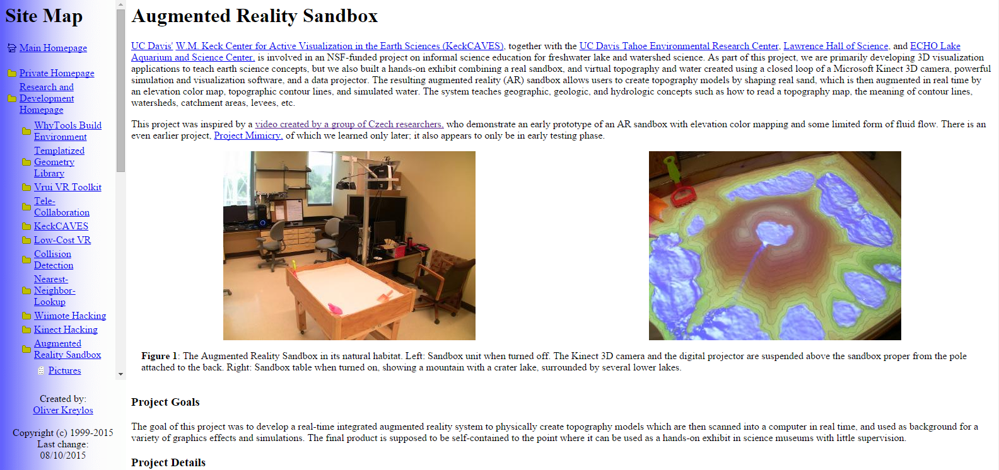 Site Map
Main Homepage
Private Homepage
Research and
Development
Homepage
WhyTools Build
Environment
Templatized
Geometry
Library
Vrui VR Toolkit
Tele-
Collaboration
KeckCAVES
Low-Cost VR
Collision
Detection
Nearest-
Neighbor-
Lookup
Wiimote Hacking
Kinect Hacking
Augmented
Reality Sandbox
Pictures
Created by:
Oliver Kreylos
Copyright (c) 1999-2015
Last change:
08/10/2015
Augmented Reality Sandbox
UC Davis' W.M. Keck Center for Active Visualization in the Earth Sciences (KeckCAVES), together with the UC Davis Tahoe Environmental Research Center, Lawrence Hall of Science, and ECHO Lake
Aquarium and Science Center, is involved in an NSF-funded project on informal science education for freshwater lake and watershed science. As part of this project, we are primarily developing 3D visualization
applications to teach earth science concepts, but we also built a hands-on exhibit combining a real sandbox, and virtual topography and water created using a closed loop of a Microsoft Kinect 3D camera, powerful
simulation and visualization software, and a data projector. The resulting augmented reality (AR) sandbox allows users to create topography models by shaping real sand, which is then augmented in real time by
an elevation color map, topographic contour lines, and simulated water. The system teaches geographic, geologic, and hydrologic concepts such as how to read a topography map, the meaning of contour lines,
watersheds, catchment areas, levees, etc.
This project was inspired by a video created by a group of Czech researchers, who demonstrate an early prototype of an AR sandbox with elevation color mapping and some limited form of fluid flow. There is an
even earlier project, Project Mimicry, of which we learned only later; it also appears to only be in early testing phase.
Figure 1: The Augmented Reality Sandbox in its natural habitat. Left: Sandbox unit when turned off. The Kinect 3D camera and the digital projector are suspended above the sandbox proper from the pole
attached to the back. Right: Sandbox table when turned on, showing a mountain with a crater lake, surrounded by several lower lakes.
Project Goals
The goal of this project was to develop a real-time integrated augmented reality system to physically create topography models which are then scanned into a computer in real time, and used as background for a
variety of graphics effects and simulations. The final product is supposed to be self-contained to the point where it can be used as a hands-on exhibit in science museums with little supervision.
Project Details